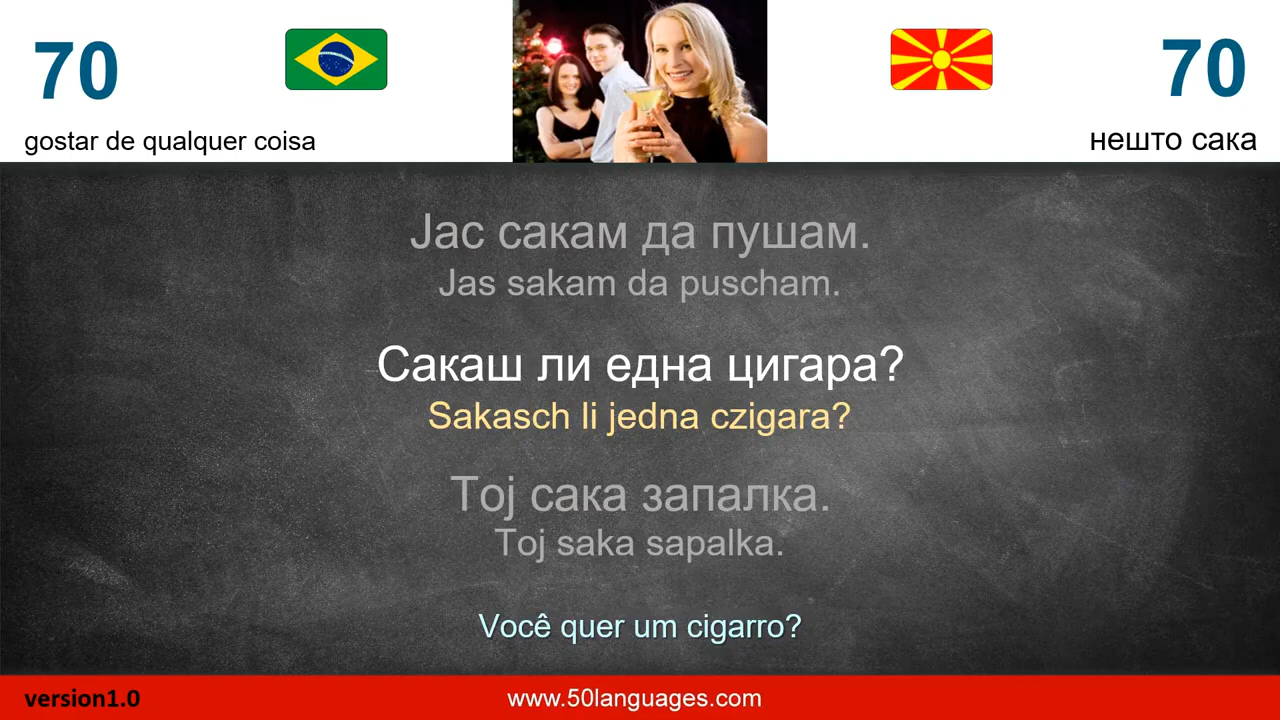 70
70
gostar de qualquer coisa
нешто сака
Јас сакам да пушам.
Jas sakam da puscham.
Сакаш ли една цигара?
Sakasch li jedna czigara?
Тој сака запалка.
Toj saka sapalka.
Você quer um cigarro?
version1.0
www.50languages.com